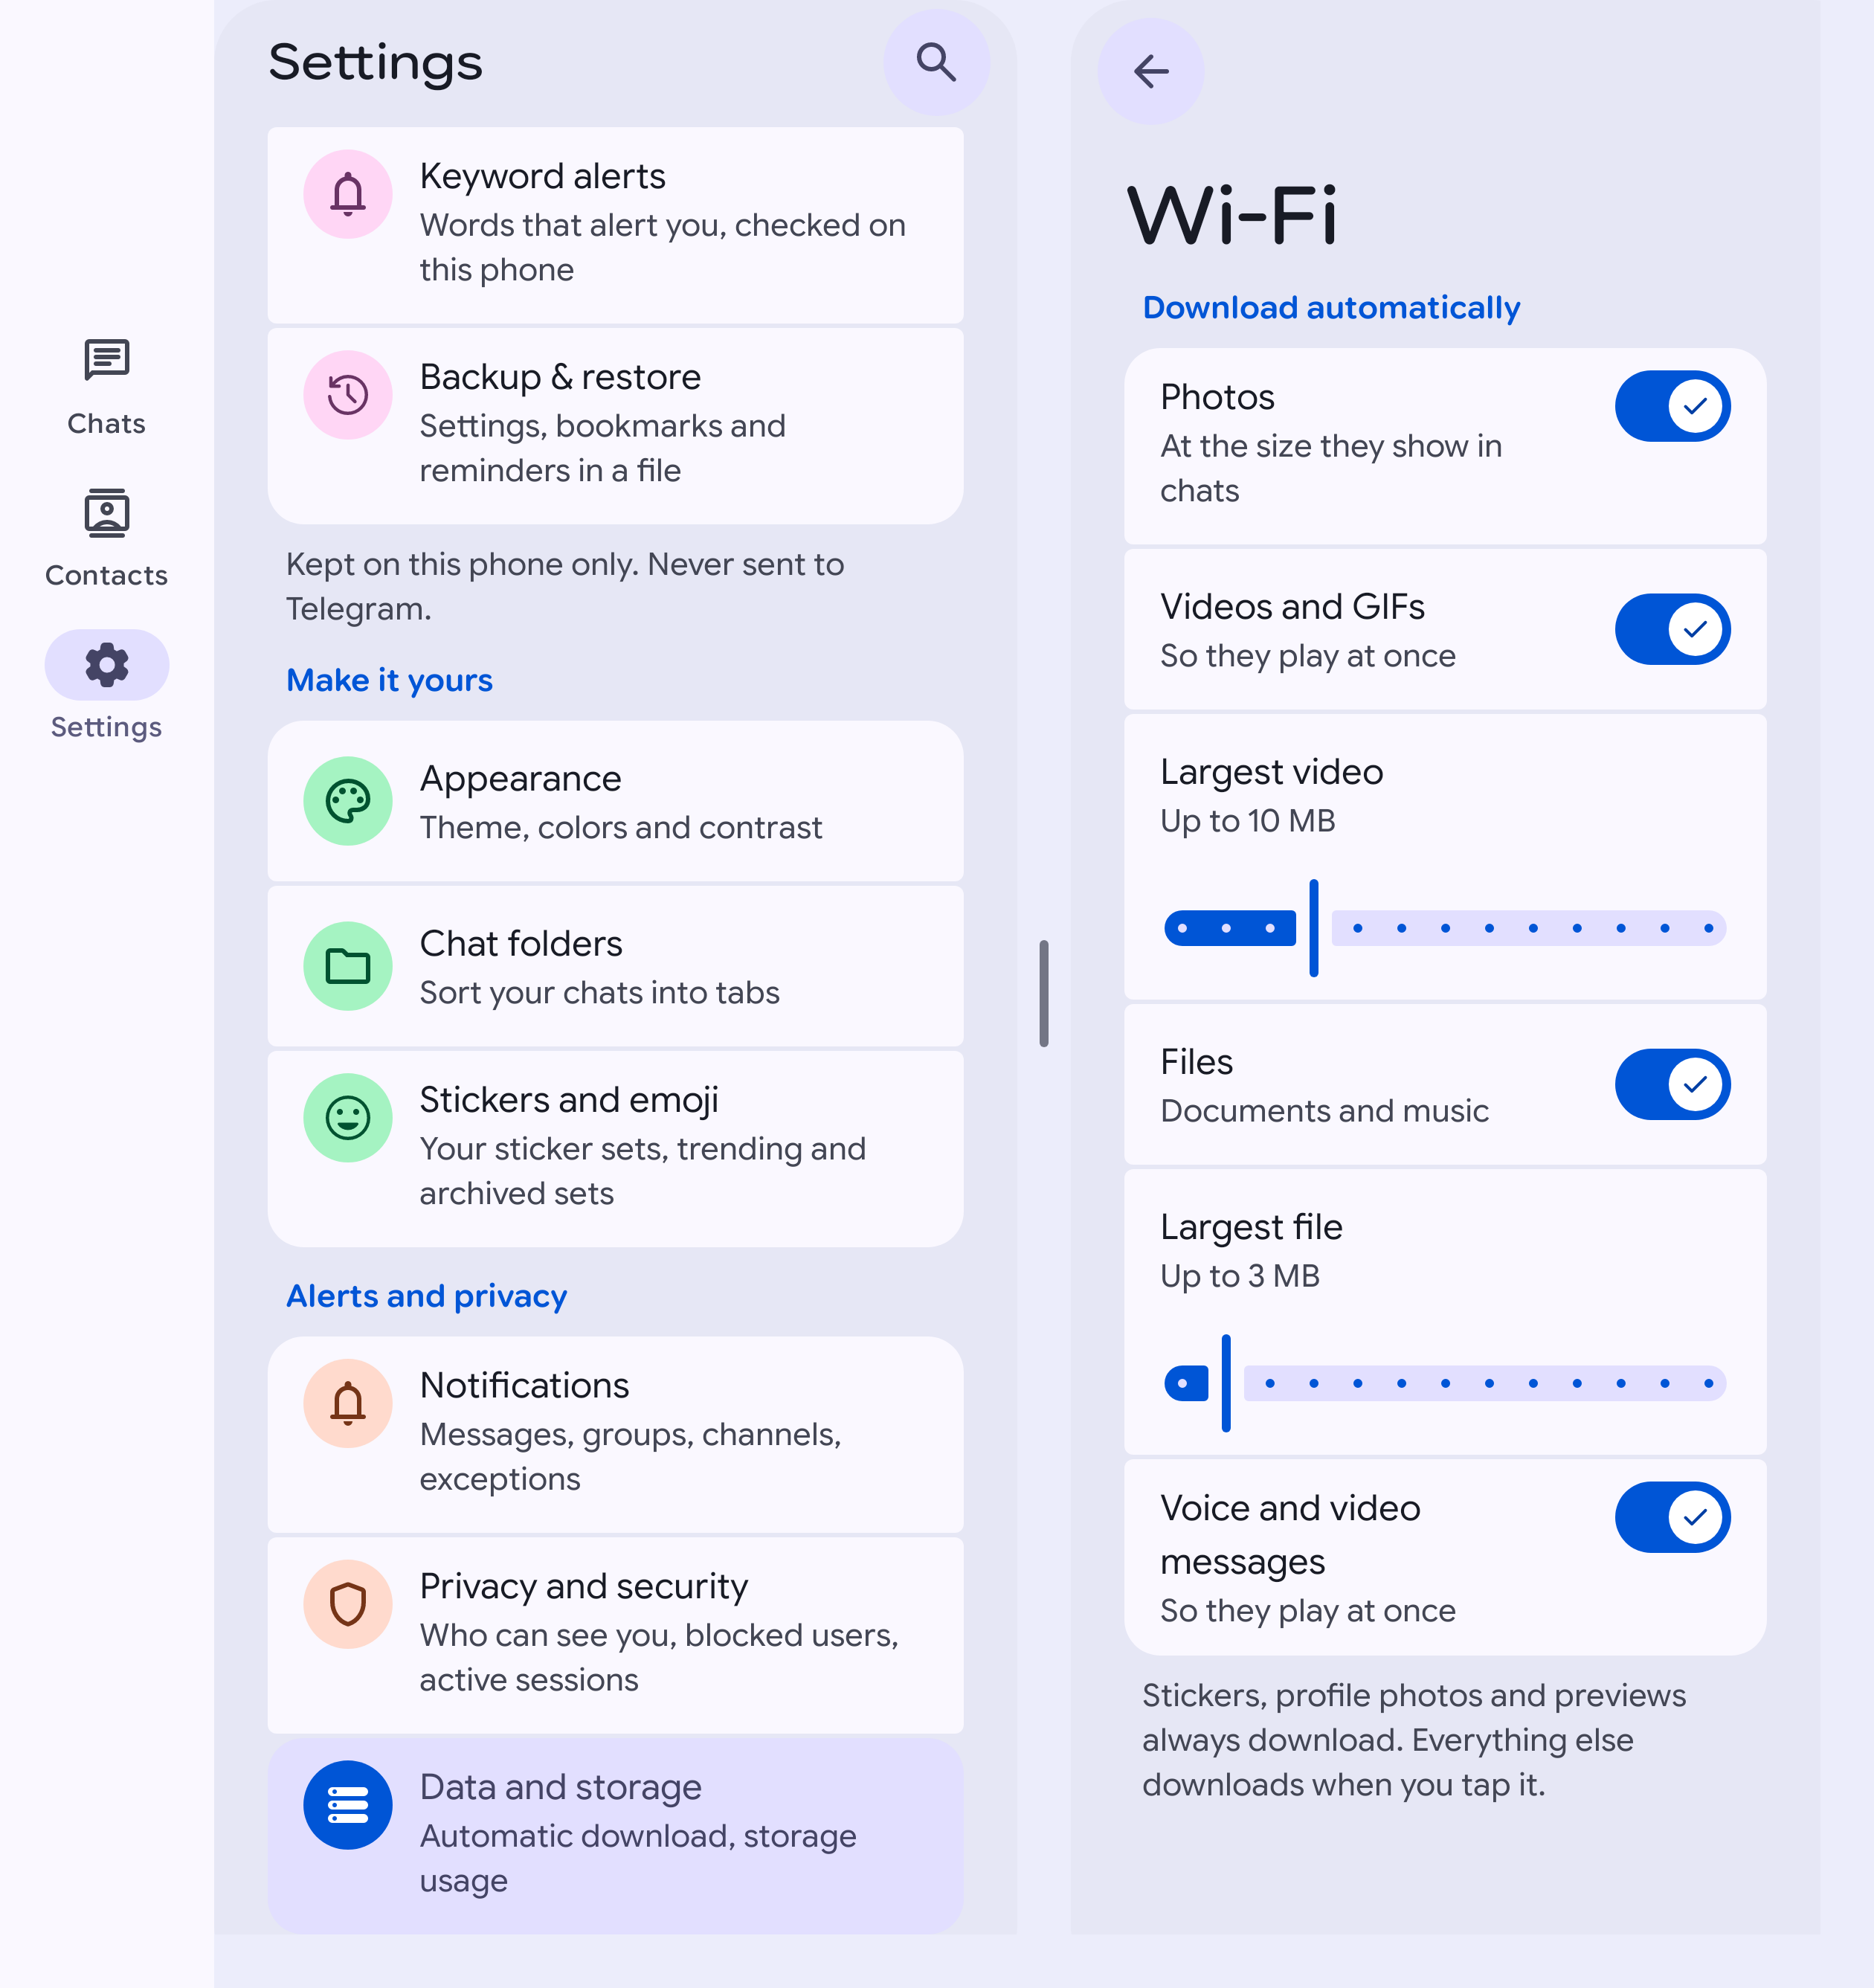 Chats
Contacts
Settings
Settings
Keyword alerts
Words that alert you, checked on
this phone
Backup & restore
Settings, bookmarks and
reminders in a file
Kept on this phone only. Never sent to
Telegram.
Make it yours
Appearance
Theme, colors and contrast
Chat folders
Sort your chats into tabs
Stickers and emoji
Your sticker sets, trending and
archived sets
Alerts and privacy
Notifications
Messages, groups, channels,
exceptions
Privacy and security
Who can see you, blocked users,
active sessions
Data and storage
Automatic download, storage
usage
Wi-Fi
Download automatically
Photos
At the size they show in
chats
Videos and GIFs
So they play at once
Largest video
Up to 10 MB
Files
Documents and music
Largest file
Up to 3 MB
Voice and video
messages
So they play at once
Stickers, profile photos and previews
always download. Everything else
downloads when you tap it.